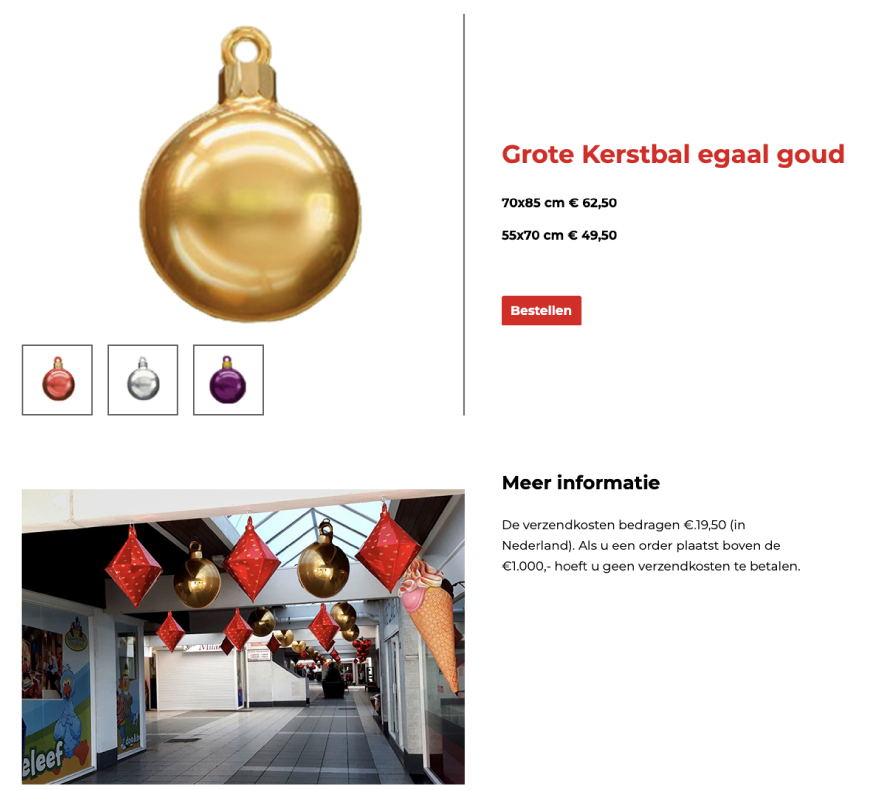 Grote Kerstbal egaal goud
70x85 cm € 62,50
55x70 cm € 49,50
Bestellen
Meer informatie
De verzendkosten bedragen €.19,50 (in
Nederland). Als u een order plaatst boven de
€1.000,- hoeft u geen verzendkosten te betalen.
eleef